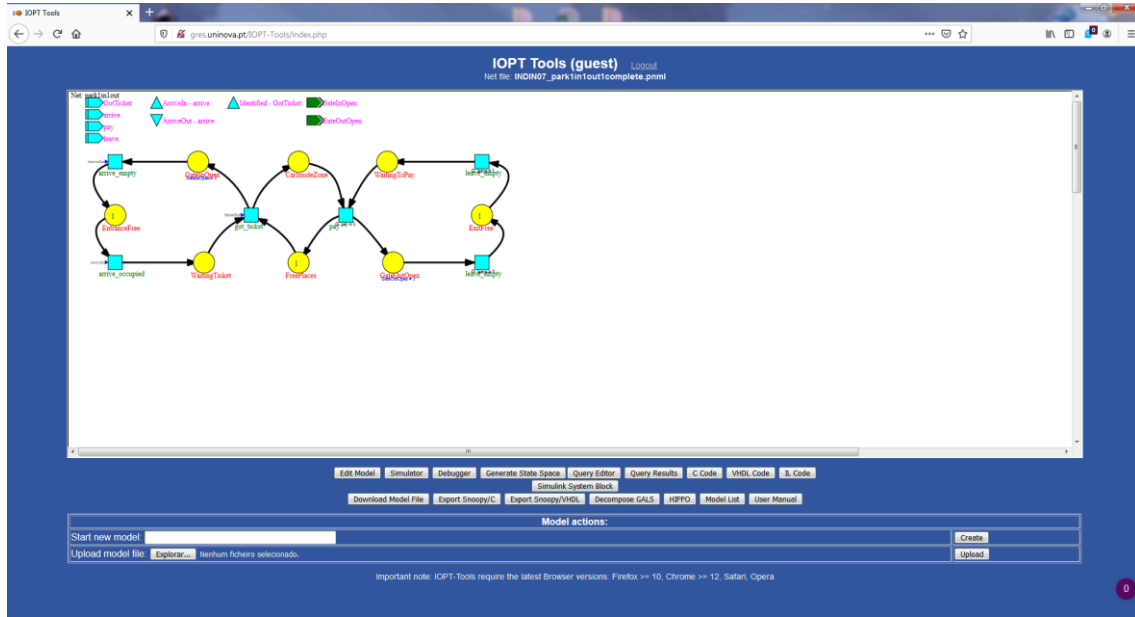 IOPT Tools
gres.uninova.pt/IOPT-Tools/index.php
IOPT Tools (guest) Logout
Net file: INDIN07_park1in1out1complete.pnml
Net: park1in1out
GotTicket
arrive
pay
leave
ArriveIn - arrive
ArriveOut - arrive
Identified - GotTicket
GateInOpen
GateOutOpen
arrive_empty
GateInOpen
CarInsideZone
WaitingToPay
leave_empty
1
EntranceFree
got_ticket
pay
1
ExitFree
arrive_occupied
WaitingTicket
1
FreePlaces
GateOutOpen
leave_empty
Edit Model Simulator Debugger Generate State Space Query Editor Query Results C Code VHDL Code IL Code
Simulink System Block
Download Model File Export Snoopy/C Export Snoopy/VHDL Decompose GALS HIPPO Model List User Manual
Model actions:
Start new model: Create
Upload model file: Explorar... Nenhum ficheiro selecionado. Upload
Important note: IOPT-Tools require the latest Browser versions: Firefox >= 10, Chrome >= 12, Safari, Opera
0